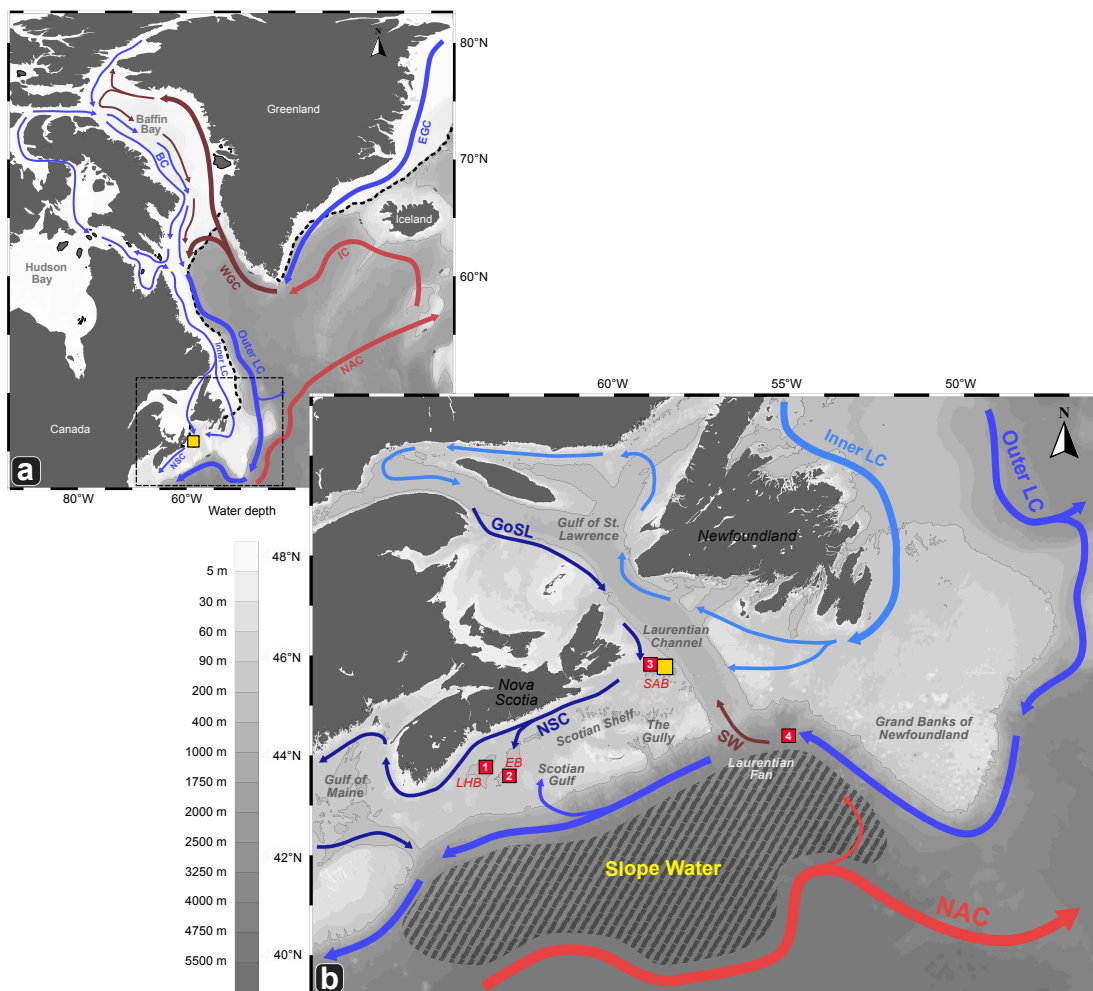 80°N
70°N
60°N
N
Greenland
Baffin
Bay
BC
EGC
Iceland
IC
WGC
Hudson
Bay
Outer LC
Inner LC
NAC
Canada
NSC
a
80°W
60°W
Water depth
5 m
30 m
60 m
90 m
200 m
400 m
1000 m
1750 m
2000 m
2500 m
3250 m
4000 m
4750 m
5500 m
60°W
55°W
50°W
48°N
46°N
44°N
42°N
40°N
N
Inner LC
Outer LC
Gulf of St.
Lawrence
Newfoundland
GoSL
Laurentian
Channel
3
SAB
Nova
Scotia
NSC
Scotian Shelf
The
Gully
SW
4
Grand Banks of
Newfoundland
Laurentian
Fan
1
LHB
EB
2
Scotian
Gulf
Gulf of
Maine
Slope Water
NAC
b